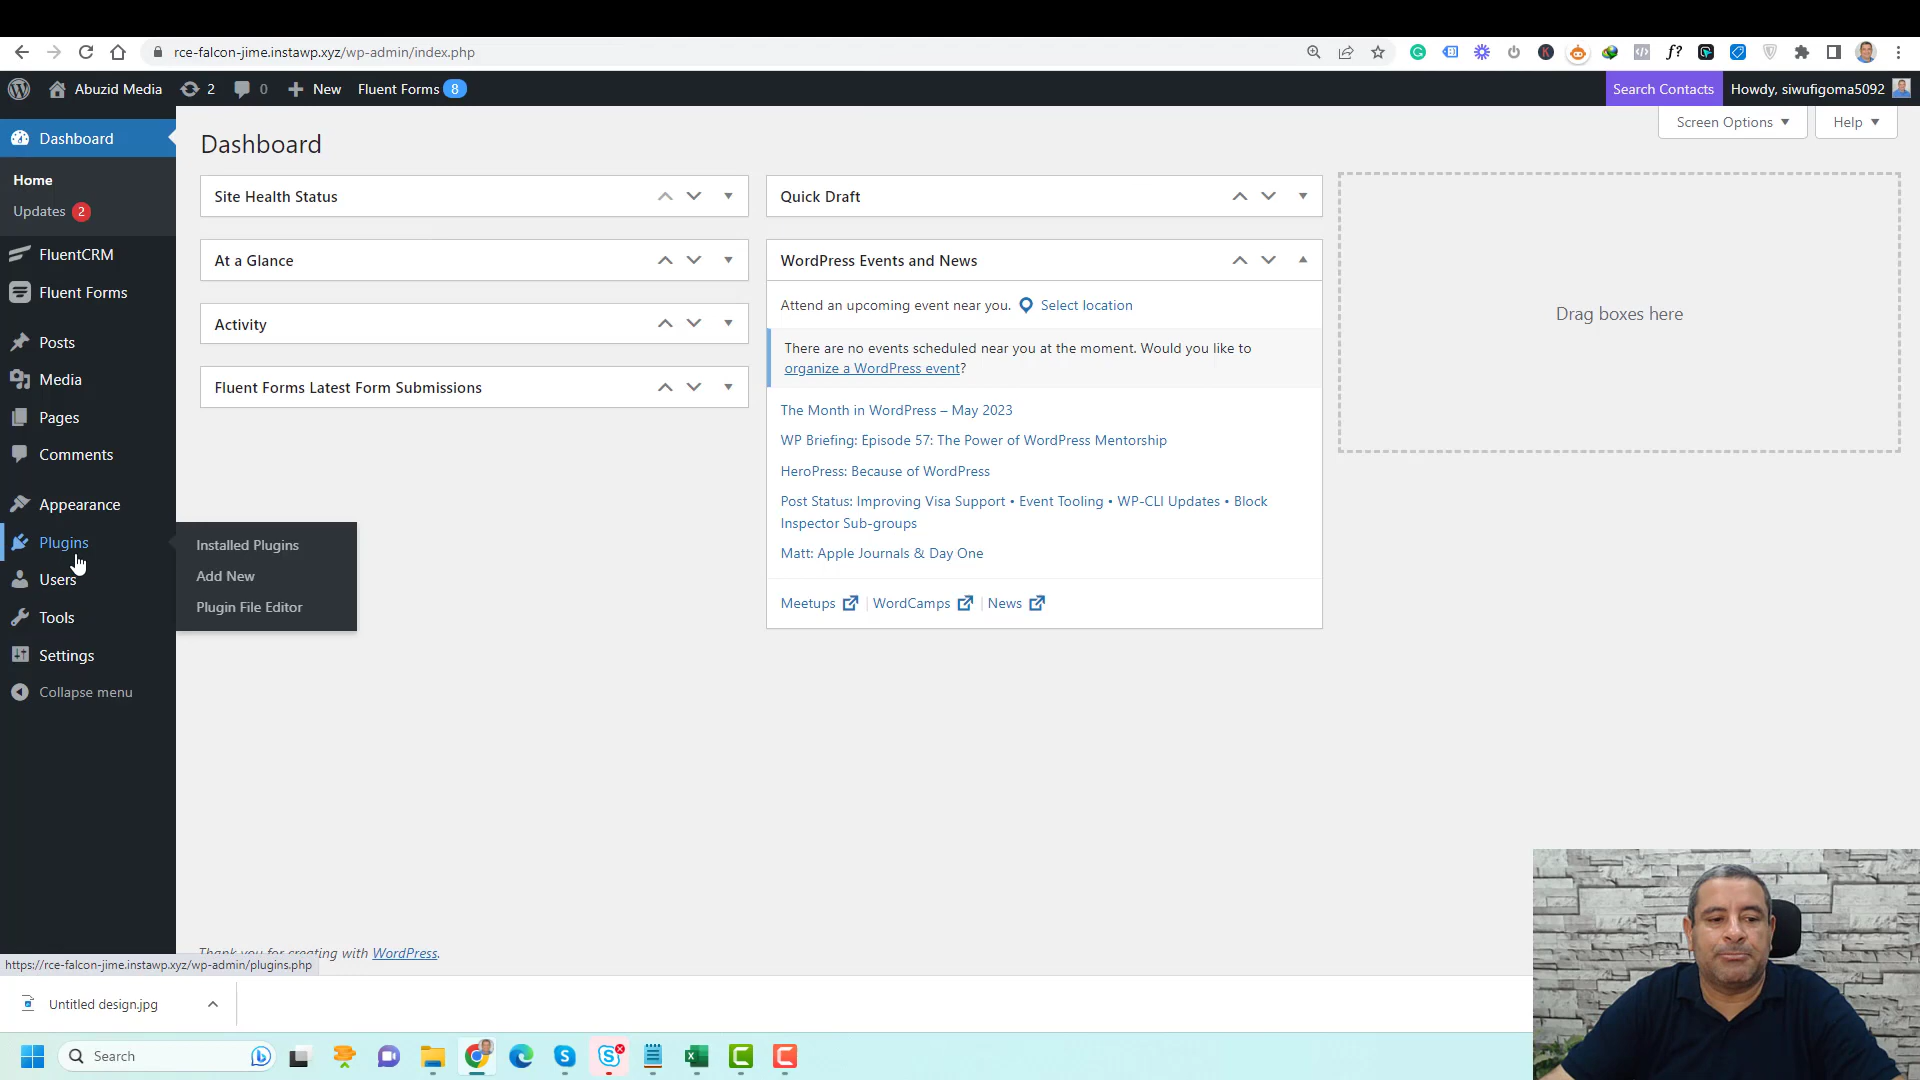 rce-falcon-jime.instawp.xyz/wp-admin/index.php
Abuzid Media
2
0
New
Fluent Forms 8
Search Contacts
Howdy, siwufigoma5092
Screen Options
Help
Dashboard
Home
Updates 2
FluentCRM
Fluent Forms
Posts
Media
Pages
Comments
Appearance
Plugins
Users
Tools
Settings
Collapse menu
Installed Plugins
Add New
Plugin File Editor
Dashboard
Site Health Status
At a Glance
Activity
Fluent Forms Latest Form Submissions
Quick Draft
WordPress Events and News
Attend an upcoming event near you. Select location
There are no events scheduled near you at the moment. Would you like to
organize a WordPress event?
The Month in WordPress – May 2023
WP Briefing: Episode 57: The Power of WordPress Mentorship
HeroPress: Because of WordPress
Post Status: Improving Visa Support • Event Tooling • WP-CLI Updates • Block
Inspector Sub-groups
Matt: Apple Journals & Day One
Meetups | WordCamps | News
Drag boxes here
Thank you for creating with WordPress.
https://rce-falcon-jime.instawp.xyz/wp-admin/plugins.php
Untitled design.jpg
Search